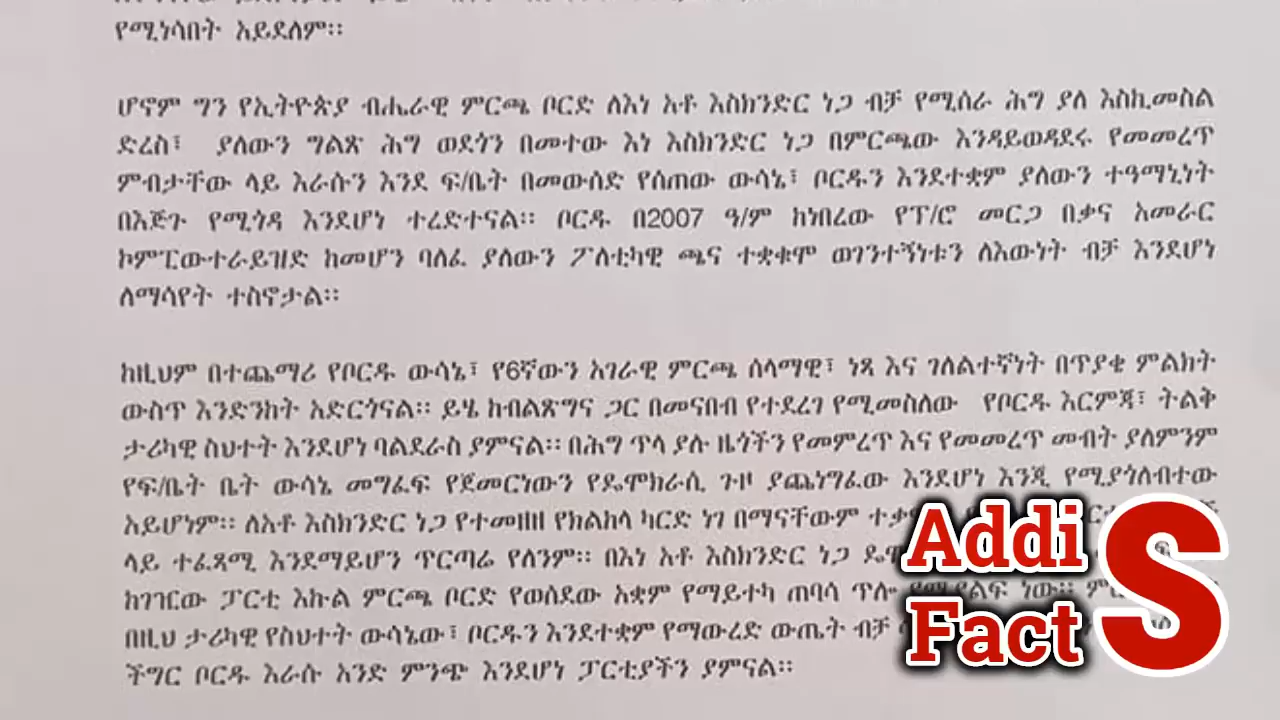 የሚነሳበት አይደለም፡፡
ሆኖም ግን የኢትዮጵያ ብሔራዊ ምርጫ ቦርድ ለእነ አቶ እስክንድር ነጋ ብቻ የሚሰራ ሕግ ያለ እስኪመስል
ድረስ፣ ያለውን ግልጽ ሕግ ወደጎን በመተው እነ እስክንድር ነጋ በምርጫው እንዳይወዳደሩ የመመረጥ
ምብታቸው ላይ እራሱን እንደ ፍ/ቤት በመውሰድ የሰጠው ውሳኔ፣ ቦርዱን እንደተቋም ያለውን ተዓማኒነት
በእጅጉ የሚጎዳ እንደሆነ ተረድተናል፡፡ ቦርዱ በ2007 ዓ/ም ከነበረው የፕ/ሮ መርጋ በቃና አመራር
ኮምፒውተራይዝድ ከመሆን ባለፈ ያለውን ፖለቲካዊ ጫና ተቋቁሞ ወገንተኝነቱን ለእውነት ብቻ እንደሆነ
ለማሳየት ተስኖታል፡፡
ከዚህም በተጨማሪ የቦርዱ ውሳኔ፣ የ6ኛውን አገራዊ ምርጫ ሰላማዊ፣ ነጻ እና ገለልተኛነት በጥያቄ ምልክት
ውስጥ እንድንከት አድርጎናል፡፡ ይሄ ከብልጽግና ጋር በመናበብ የተደረገ የሚመስለው የቦርዱ እርምጃ፣ ትልቅ
ታሪካዊ ስህተት እንደሆነ ባልደራስ ያምናል፡፡ በሕግ ጥላ ያሉ ዜጎችን የመምረጥ እና የመመረጥ መብት ያለምንም
የፍ/ቤት ቤት ውሳኔ መግፈፍ የጀመርነውን የዴሞክራሲ ጉዞ ያጨነግፈው እንደሆነ እንጂ የሚያጎለብተው
አይሆነም፡፡ ለአቶ እስክንድር ነጋ የተመዘዘ የክልከላ ካርድ ነገ በማናቸውም
ላይ ተፈጻሚ እንደማይሆን ጥርጣሬ የለንም፡፡ በእነ አቶ እስክንድር ነጋ
ከገገርው ፓርቲ እኩል ምርጫ ቦርድ የወሰደው አቋም የማይተካ ጠባሳ ጥሎ የሚያልፍ ነው፡፡
በዚህ ታሪካዊ የስህተት ውሳኔው፣ ቦርዱን እንደተቋም የማውረድ ውጤት ብቻ
ችግር ቦርዱ እራሱ አንድ ምንጭ እንደሆነ ፓርቲያችን ያምናል፡፡
Addi
Fact
S